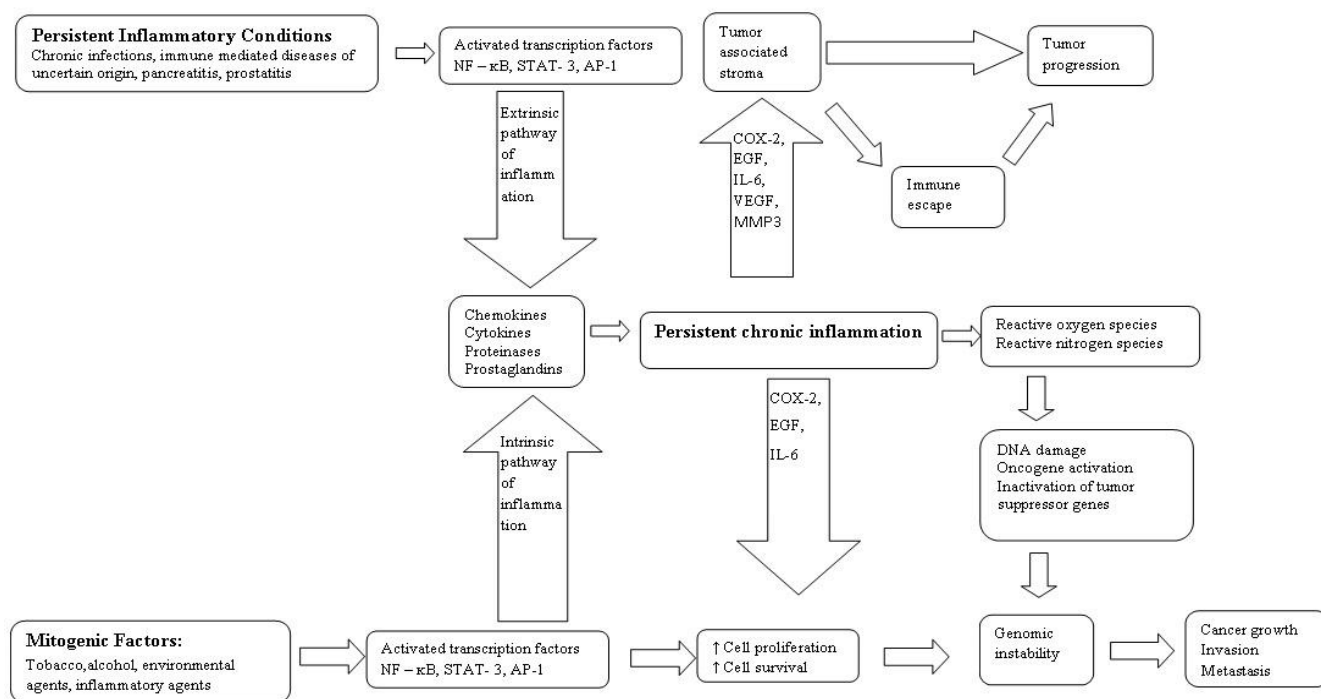 Persistent Inflammatory Conditions
Chronic infections, immune mediated diseases of
uncertain origin, pancreatitis, prostatitis
Activated transcription factors
NF – κB, STAT- 3, AP-1
Tumor
associated
stroma
Tumor
progression
Extrinsic
pathway
of
inflamm
ation
COX-2,
EGF,
IL-6,
VEGF,
MMP3
Immune
escape
Chemokines
Cytokines
Proteinases
Prostaglandins
Persistent chronic inflammation
Reactive oxygen species
Reactive nitrogen species
COX-2,
EGF,
IL-6
Intrinsic
pathway
of
inflamma
tion
DNA damage
Oncogene activation
Inactivation of tumor
suppressor genes
Mitogenic Factors:
Tobacco,alcohol, environmental
agents, inflammatory agents
Activated transcription factors
NF – κB, STAT- 3, AP-1
↑ Cell proliferation
↑ Cell survival
Genomic
instability
Cancer growth
Invasion
Metastasis